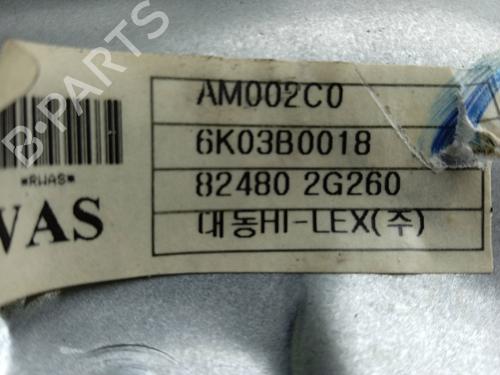 AM002C0
6K03B0018
82480 2G260
대동HI-LEX(주)
*RWAS*
WAS
B-PARTS